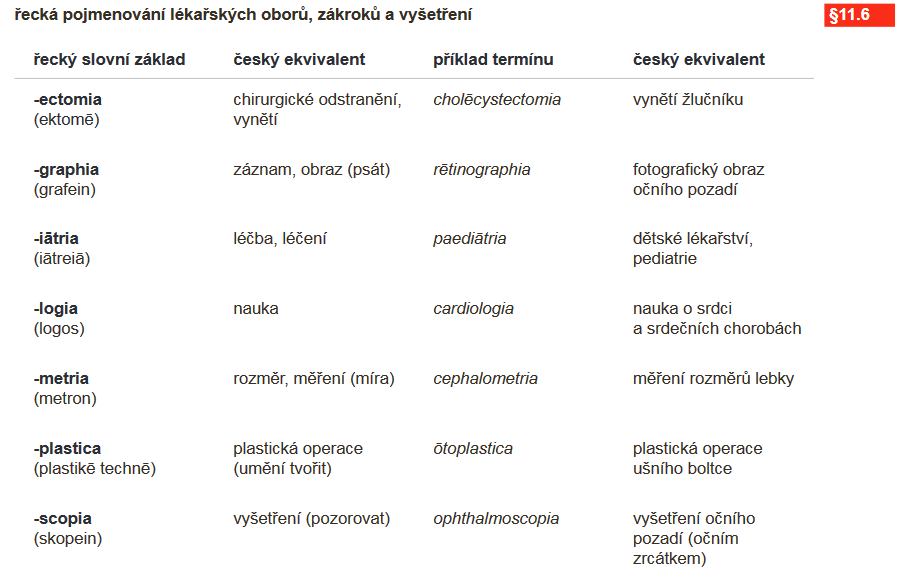 řecká pojmenování lékařských oborů, zákroků a vyšetření
§11.6
řecký slovní základ český ekvivalent příklad termínu český ekvivalent
-ectomia chirurgické odstranění, cholēcystectomia vynětí žlučníku
(ektomē) vynětí
-graphia záznam, obraz (psát) rētinographia fotografický obraz
(grafein) očního pozadí
-iātria léčba, léčení paediātria dětské lékařství,
(iātreiā) pediatrie
-logia nauka cardiologia nauka o srdci
(logos) a srdečních chorobách
-metria rozměr, měření (míra) cephalometria měření rozměrů lebky
(metron)
-plastica plastická operace ōtoplastica plastická operace
(plastikē technē) (umění tvořit) ušního boltce
-scopia vyšetření (pozorovat) ophthalmoscopia vyšetření očního
(skopein) pozadí (očním
zrcátkem)